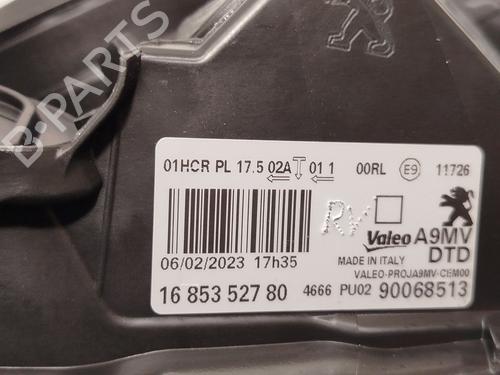 B-PARTS
01HCR PL 17.5 02A 01 1 00RL E9 11726
RV
Valeo A9MV
DTD
06/02/2023 17h35
MADE IN ITALY
VALEO-PROJA9MV-CEM00
16 853 527 80 4666 PU02 90068513